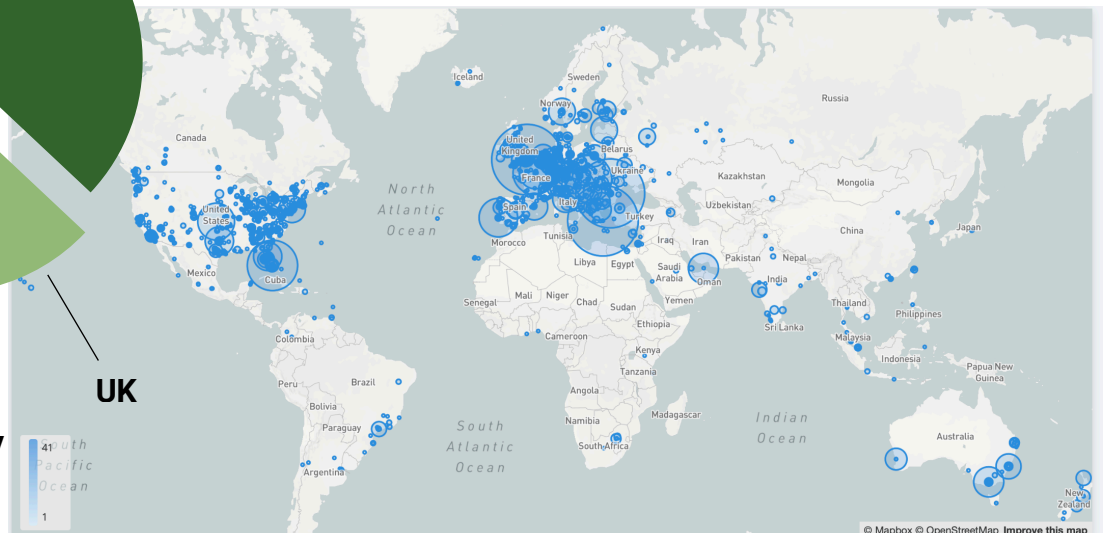 Iceland
Sweden
Norway
Russia
Canada
United
Kingdom
Belarus
France
Ukraine
Kazakhstan
Mongolia
North
Atlantic
Ocean
United
States
Spain
Italy
Turkey
Uzbekistan
China
Japan
Morocco
Tunisia
Iraq
Iran
Pakistan
Nepal
Libya
Egypt
Saudi
Arabia
Oman
India
Mexico
Cuba
Senegal
Mali
Niger
Chad
Sudan
Yemen
Thailand
Philippines
Ethiopia
Sri Lanka
Colombia
Cameroon
Kenya
Malaysia
Indonesia
Tanzania
Papua New
Guinea
Peru
Brazil
UK
Angola
Bolivia
Madagascar
Namibia
Paraguay
South
Atlantic
Ocean
Indian
Ocean
Australia
South Africa
Argentina
41
South
Pacific
Ocean
1
New
Zealand
© Mapbox © OpenStreetMap Improve this map